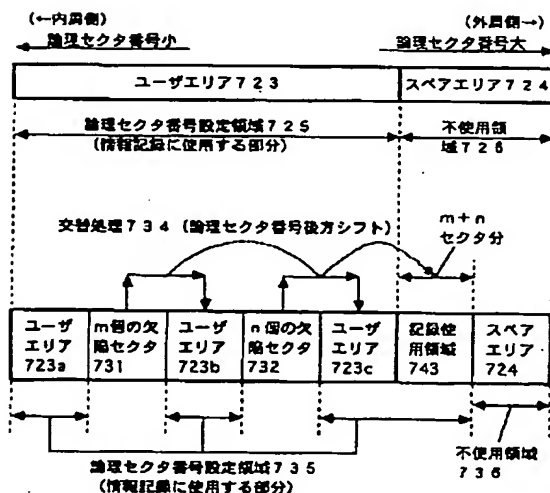 (←内周側)
論理セクタ番号小
(外周側→)
論理セクタ番号大
ユーザエリア723
スペアエリア724
論理セクタ番号設定領域725
(情報記録に使用する部分)
不使用領
域726
交替処理734(論理セクタ番号後方シフト)
m+n
セクタ分
ユーザ
エリア
723a
m個の欠
陥セクタ
731
ユーザ
エリア
723b
n個の欠
陥セクタ
732
ユーザ
エリア
723c
記録使
用領域
743
スペア
エリア
724
論理セクタ番号設定領域735
(情報記録に使用する部分)
不使用領域
736